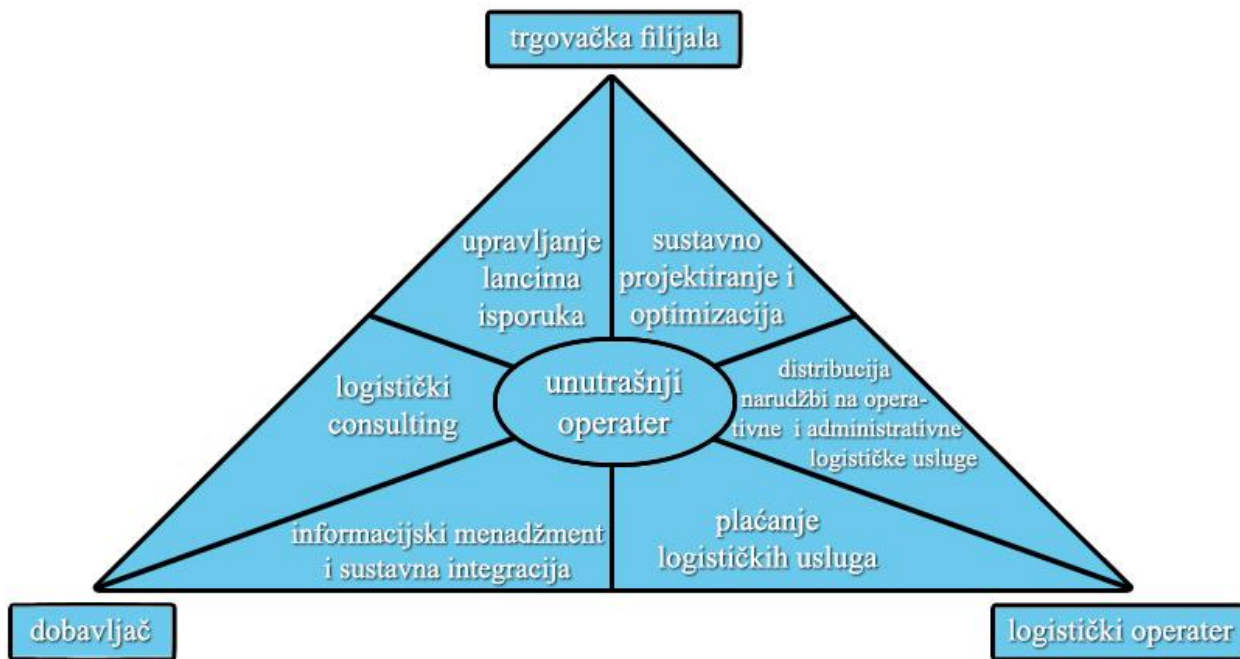 trgovačka filijala
upravljanje
lancima
isporuka
sustavno
projektiranje i
optimizacija
logistički
consulting
unutrašnji
operater
distribucija
narudžbi na opera-
tivne i administrativne
logističke usluge
informacijski menadžment
i sustavna integracija
plaćanje
logističkih usluga
dobavljač
logistički operater